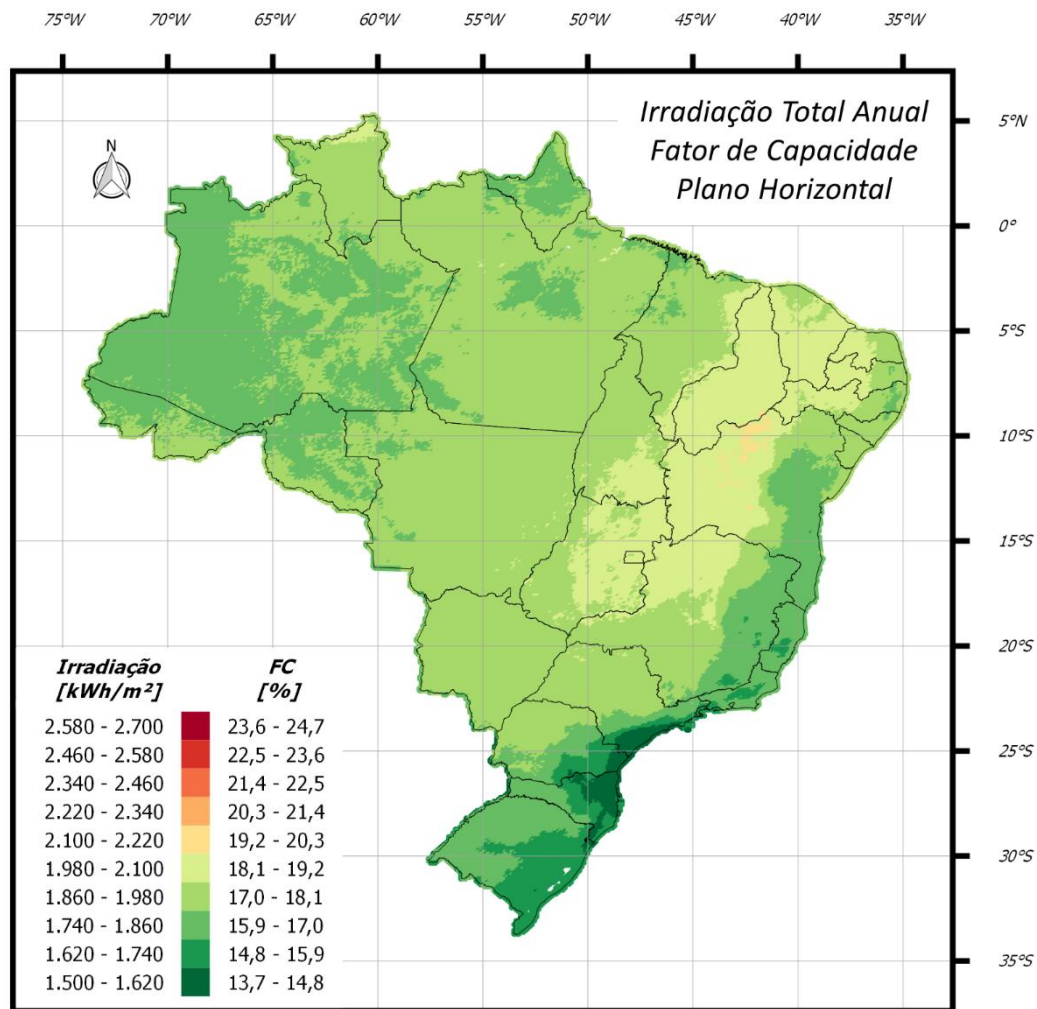 75°W 70°W 65°W 60°W 55°W 50°W 45°W 40°W 35°W
Irradiação Total Anual
Fator de Capacidade
Plano Horizontal
N
5°N
0°
5°S
10°S
15°S
20°S
25°S
30°S
35°S
Irradiação FC
[kWh/m²] [%]
2.580 - 2.700 23,6 - 24,7
2.460 - 2.580 22,5 - 23,6
2.340 - 2.460 21,4 - 22,5
2.220 - 2.340 20,3 - 21,4
2.100 - 2.220 19,2 - 20,3
1.980 - 2.100 18,1 - 19,2
1.860 - 1.980 17,0 - 18,1
1.740 - 1.860 15,9 - 17,0
1.620 - 1.740 14,8 - 15,9
1.500 - 1.620 13,7 - 14,8